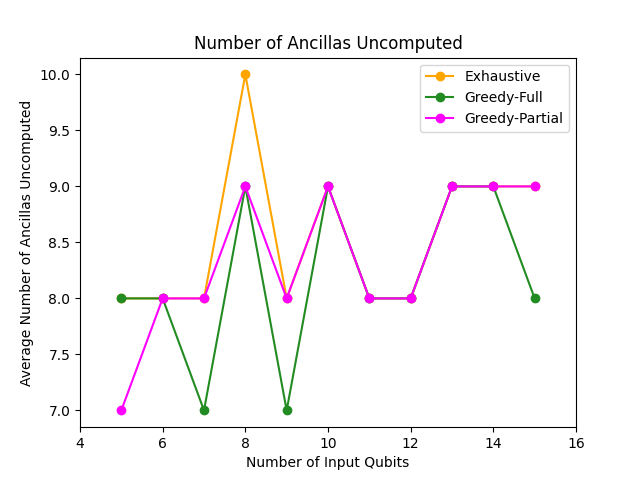 Number of Ancillas Uncomputed
Exhaustive
Greedy-Full
Greedy-Partial
Average Number of Ancillas Uncomputed
10.0
9.5
9.0
8.5
8.0
7.5
7.0
4 6 8 10 12 14 16
Number of Input Qubits